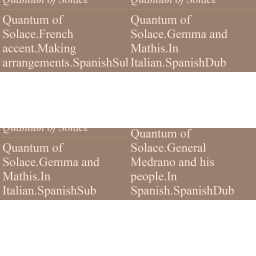 Quantum of Solace
Quantum of
Solace.French
accent.Making
arrangements.SpanishSub
Quantum of Solace
Quantum of
Solace.Gemma and
Mathis.In
Italian.SpanishDub
Quantum of Solace
Quantum of
Solace.Gemma and
Mathis.In
Italian.SpanishSub
Quantum of
Solace.General
Medrano and his
people.In
Spanish.SpanishDub